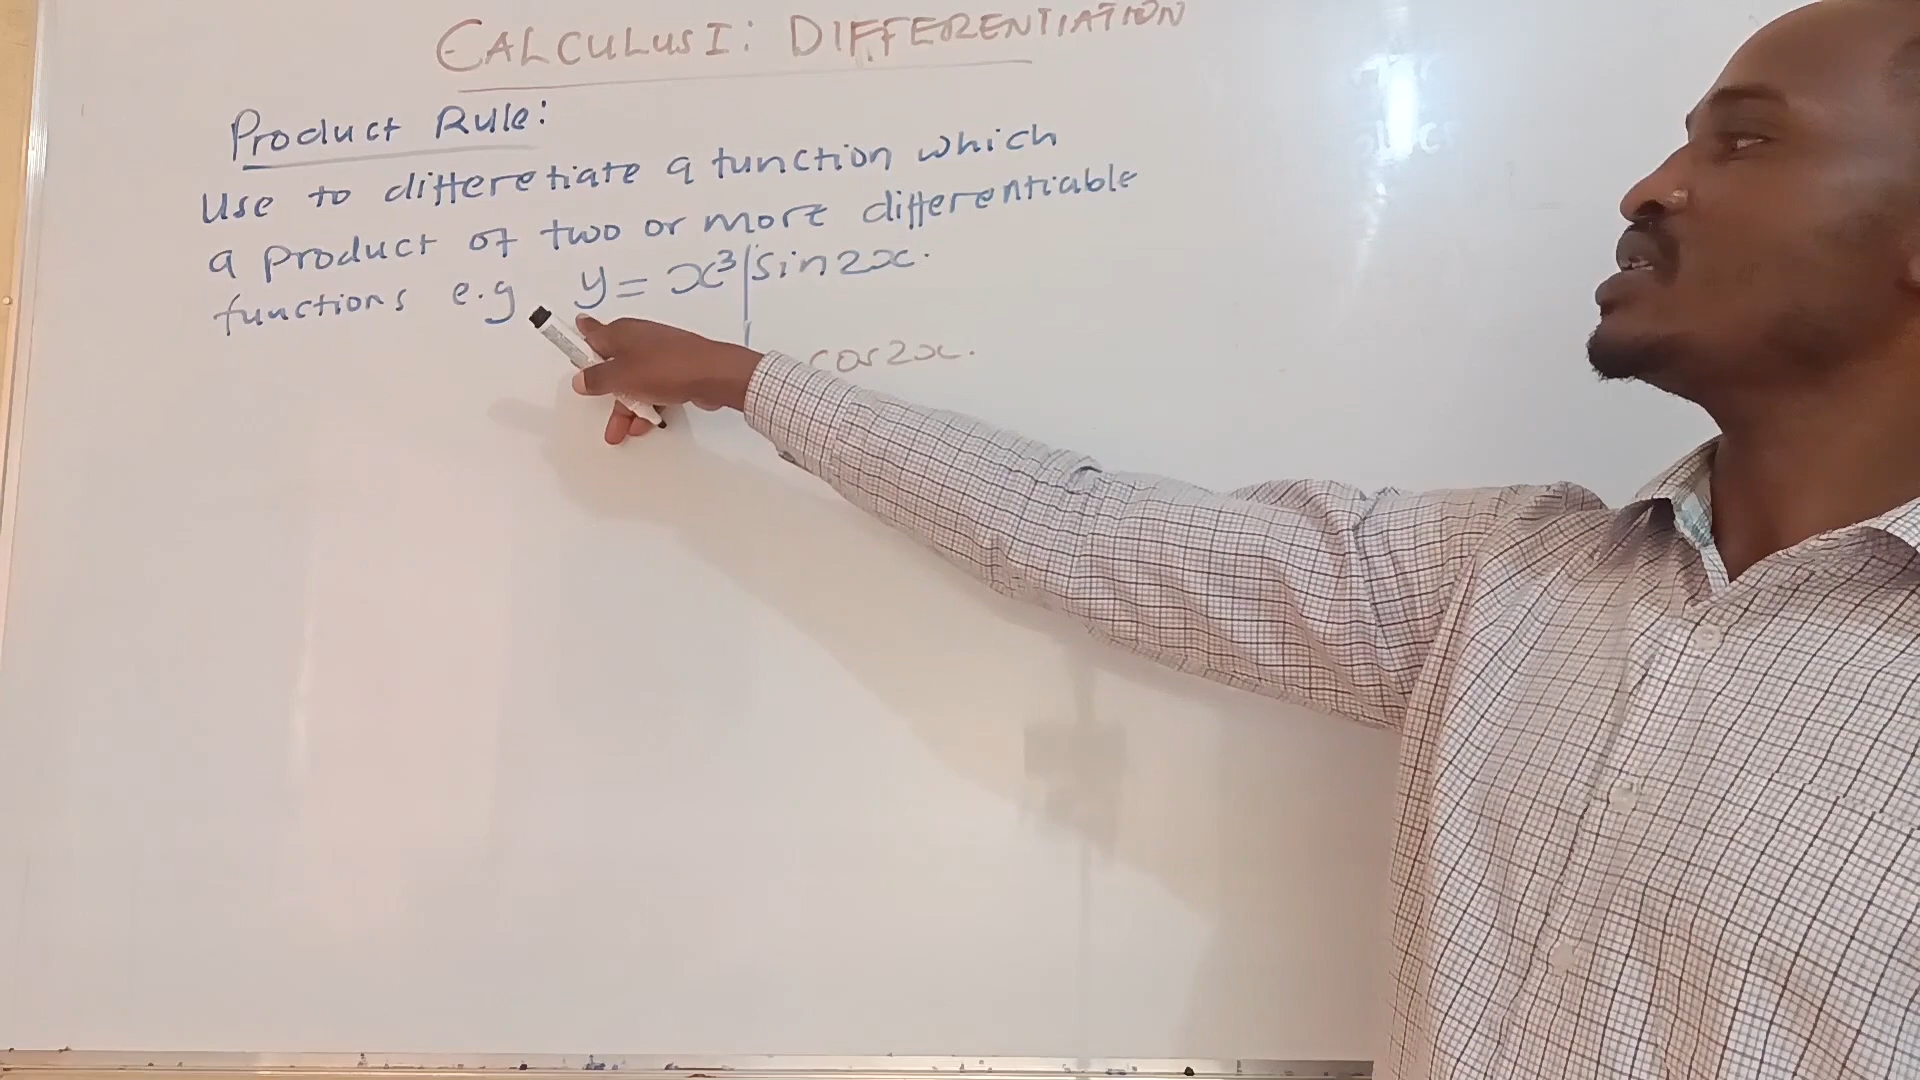 CALCULUS I: DIFFERENTIATION
Product Rule:
Use to differetiate a function which
a product of two or more differentiable
functions e.g y = x³|sin2x.
cos2x.